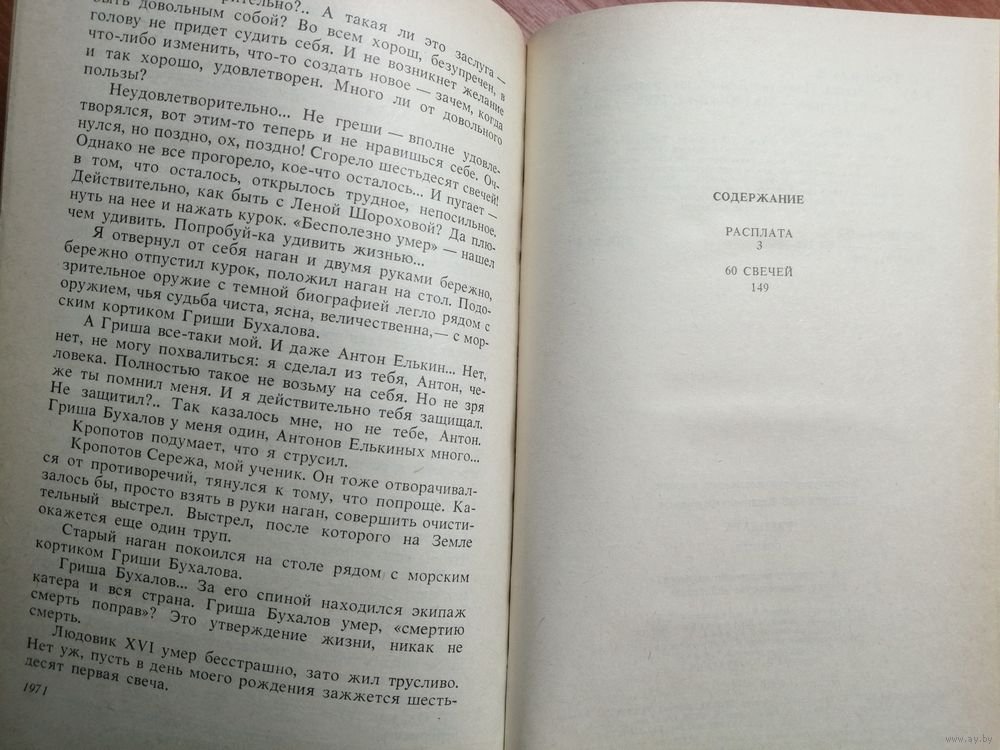 рительно?.. А такая ли это заслуга —
быть довольным собой? Во всем хорош, безупречен, в
голову не придет судить себя. И не возникнет желание
что-либо изменить, что-то создать новое — зачем, когда
и так хорошо, удовлетворен. Много ли от довольного
пользы?
Неудовлетворительно... Не греши — вполне удовле-
творялся, вот этим-то теперь и не нравишься себе. Оч-
нулся, но поздно, ох, поздно! Сгорело шестьдесят свечей!
Однако не все прогорело, кое-что осталось... И пугает —
в том, что осталось, открылось трудное, непосильное.
Действительно, как быть с Леной Шороховой? Да плю-
нуть на нее и нажать курок. «Бесполезно умер» — нашел
чем удивить. Попробуй-ка удивить жизнью...
Я отвернул от себя наган и двумя руками бережно,
бережно отпустил курок, положил наган на стол. Подо-
зрительное оружие с темной биографией легло рядом с
оружием, чья судьба чиста, ясна, величественна,— с мор-
ским кортиком Гриши Бухалова.
А Гриша все-таки мой. И даже Антон Елькин... Нет,
нет, не могу похвалиться: я сделал из тебя, Антон, че-
ловека. Полностью такое не возьму на себя. Но не зря
же ты помнил меня. И я действительно тебя защищал.
Не защитил?.. Так казалось мне, но не тебе, Антон.
Гриша Бухалов у меня один, Антонов Елькиных много...
Кропотов подумает, что я струсил.
Кропотов Сережа, мой ученик. Он тоже отворачивал-
ся от противоречий, тянулся к тому, что попроще. Ка-
залось бы, просто взять в руки наган, совершить очисти-
тельный выстрел. Выстрел, после которого на Земле
окажется еще один труп.
Старый наган покоился на столе рядом с морским
кортиком Гриши Бухалова.
Гриша Бухалов... За его спиной находился экипаж
катера и вся страна. Гриша Бухалов умер, «смертию
смерть поправ»? Это утверждение жизни, никак не
смерть.
Людовик XVI умер бесстрашно, зато жил трусливо.
Нет уж, пусть в день моего рождения зажжется шесть-
десят первая свеча.
1971
СОДЕРЖАНИЕ
РАСПЛАТА
3
60 СВЕЧЕЙ
149
www.ay.by